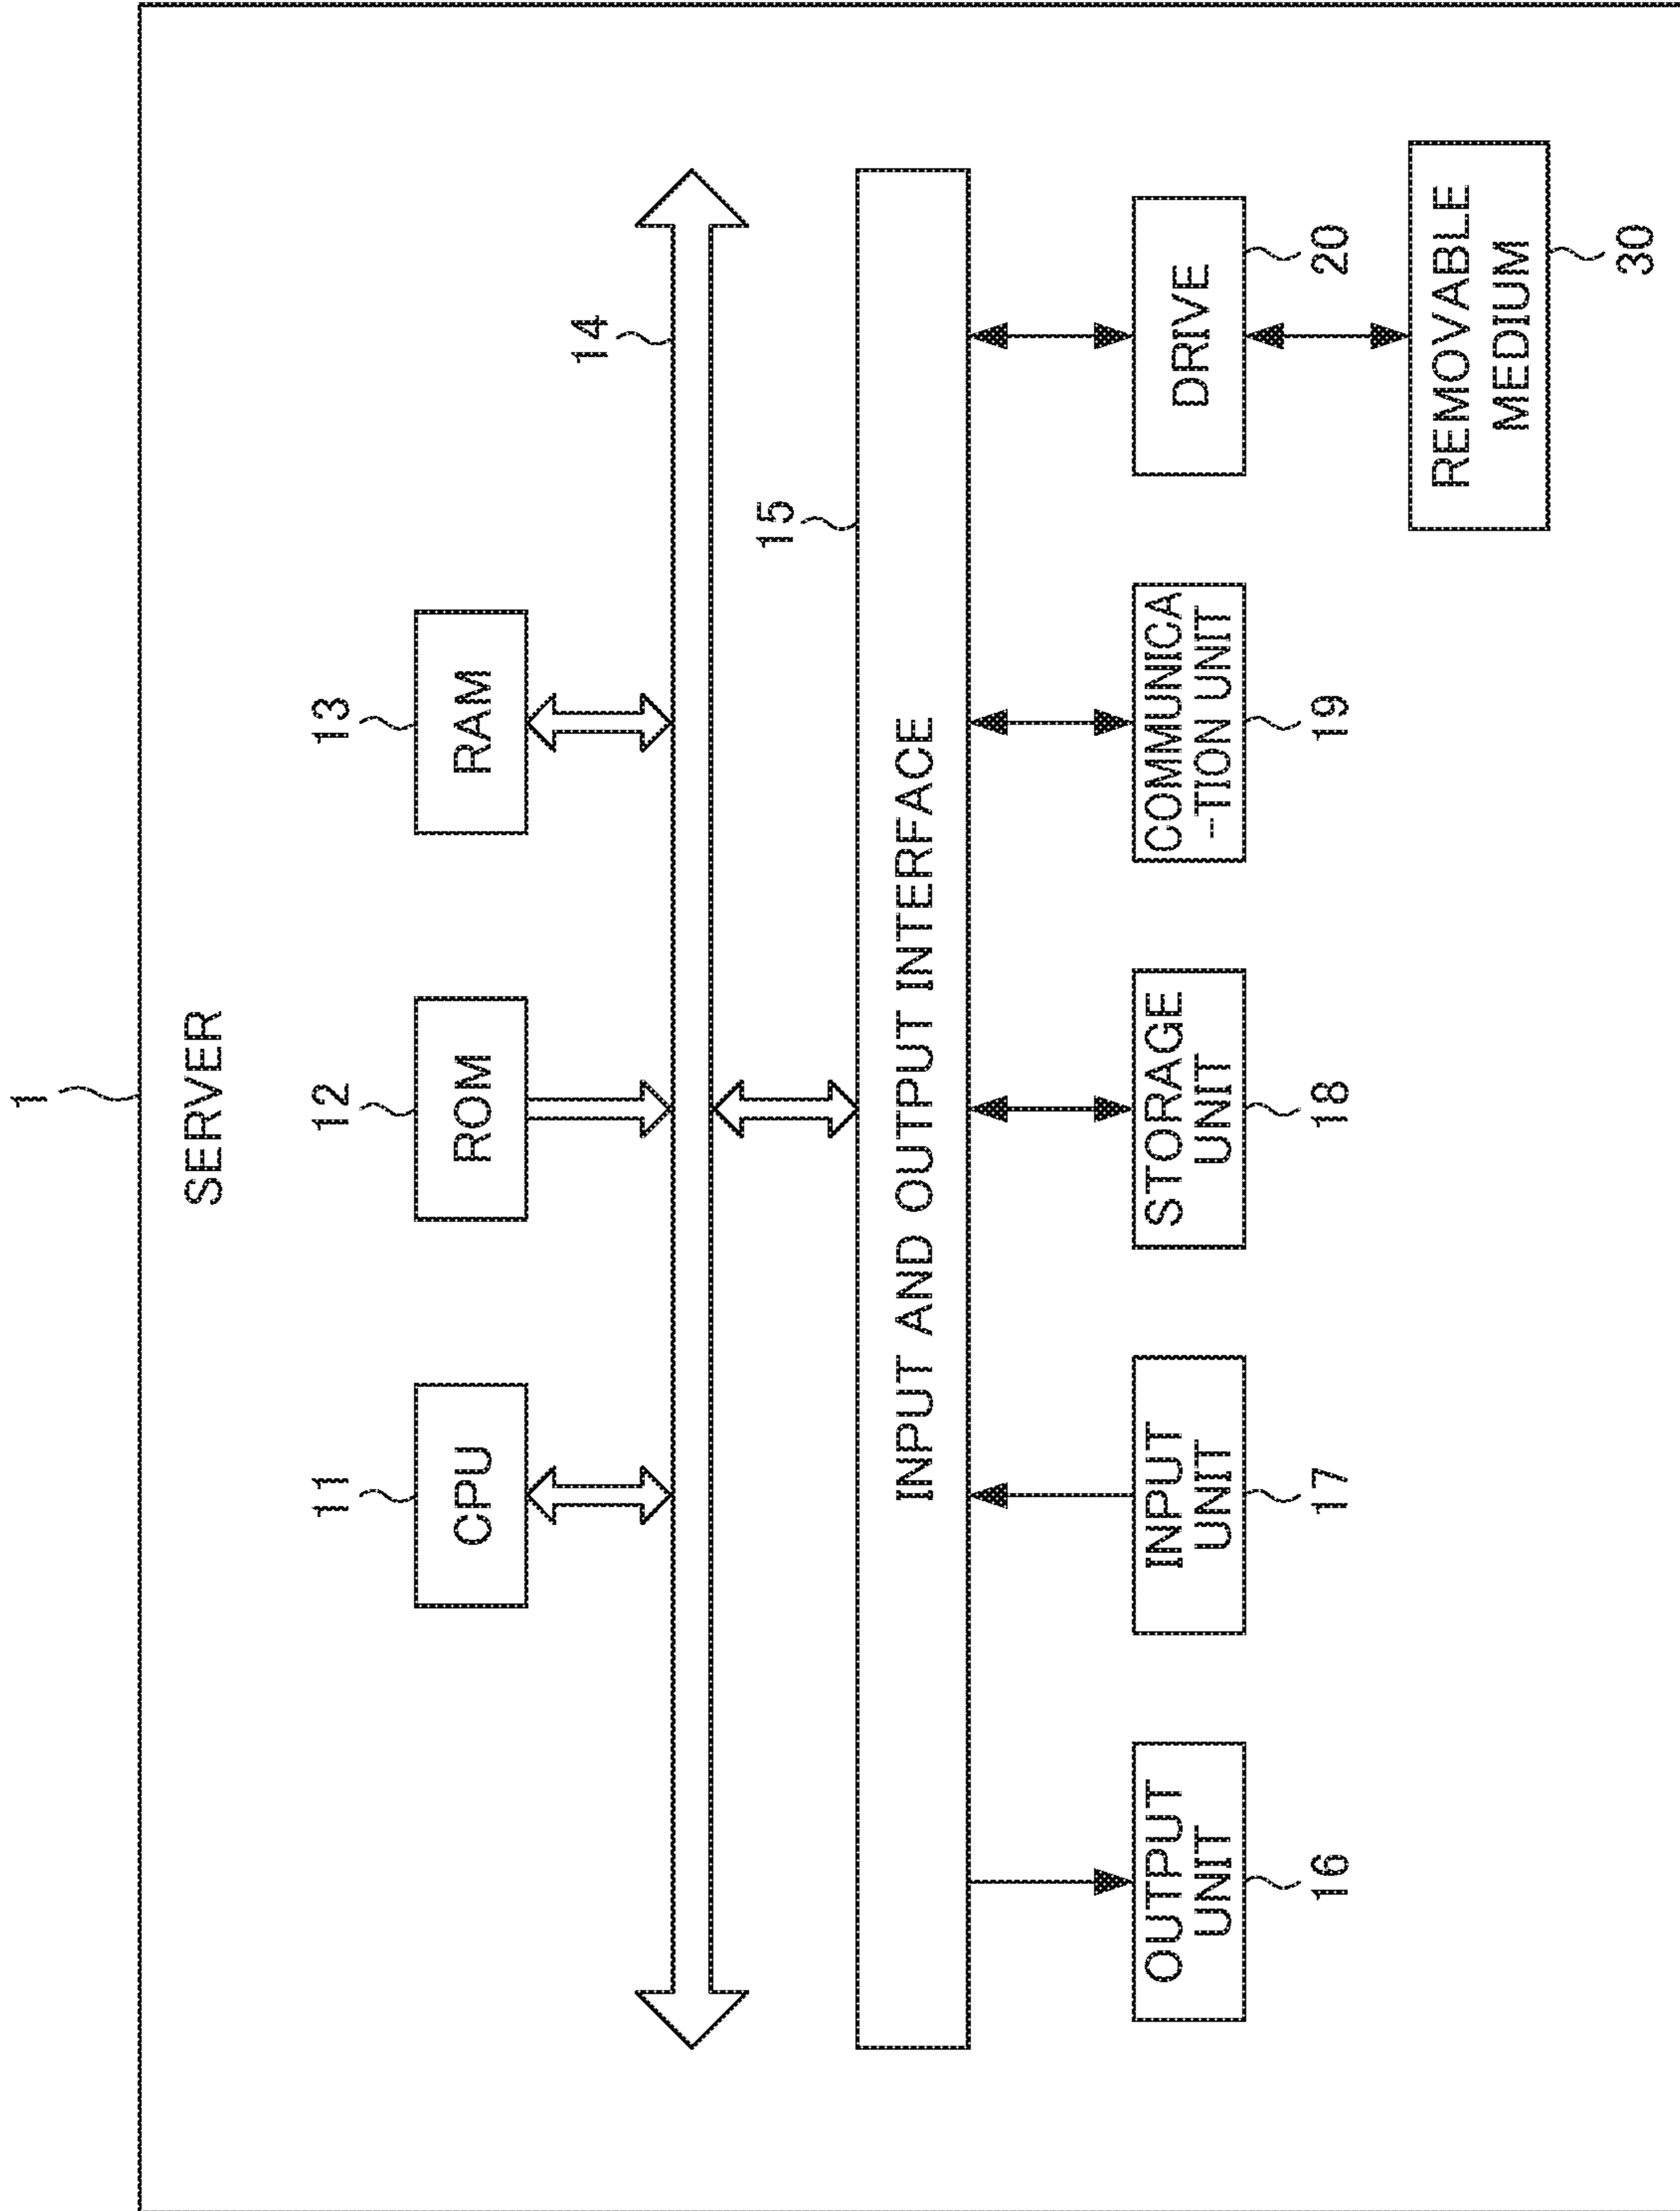 1
SERVER
11
12
13
CPU
ROM
RAM
14
15
INPUT AND OUTPUT INTERFACE
OUTPUT
UNIT
INPUT
UNIT
STORAGE
UNIT
COMMUNICA
-TION UNIT
DRIVE
16
17
18
19
20
REMOVABLE
MEDIUM
30